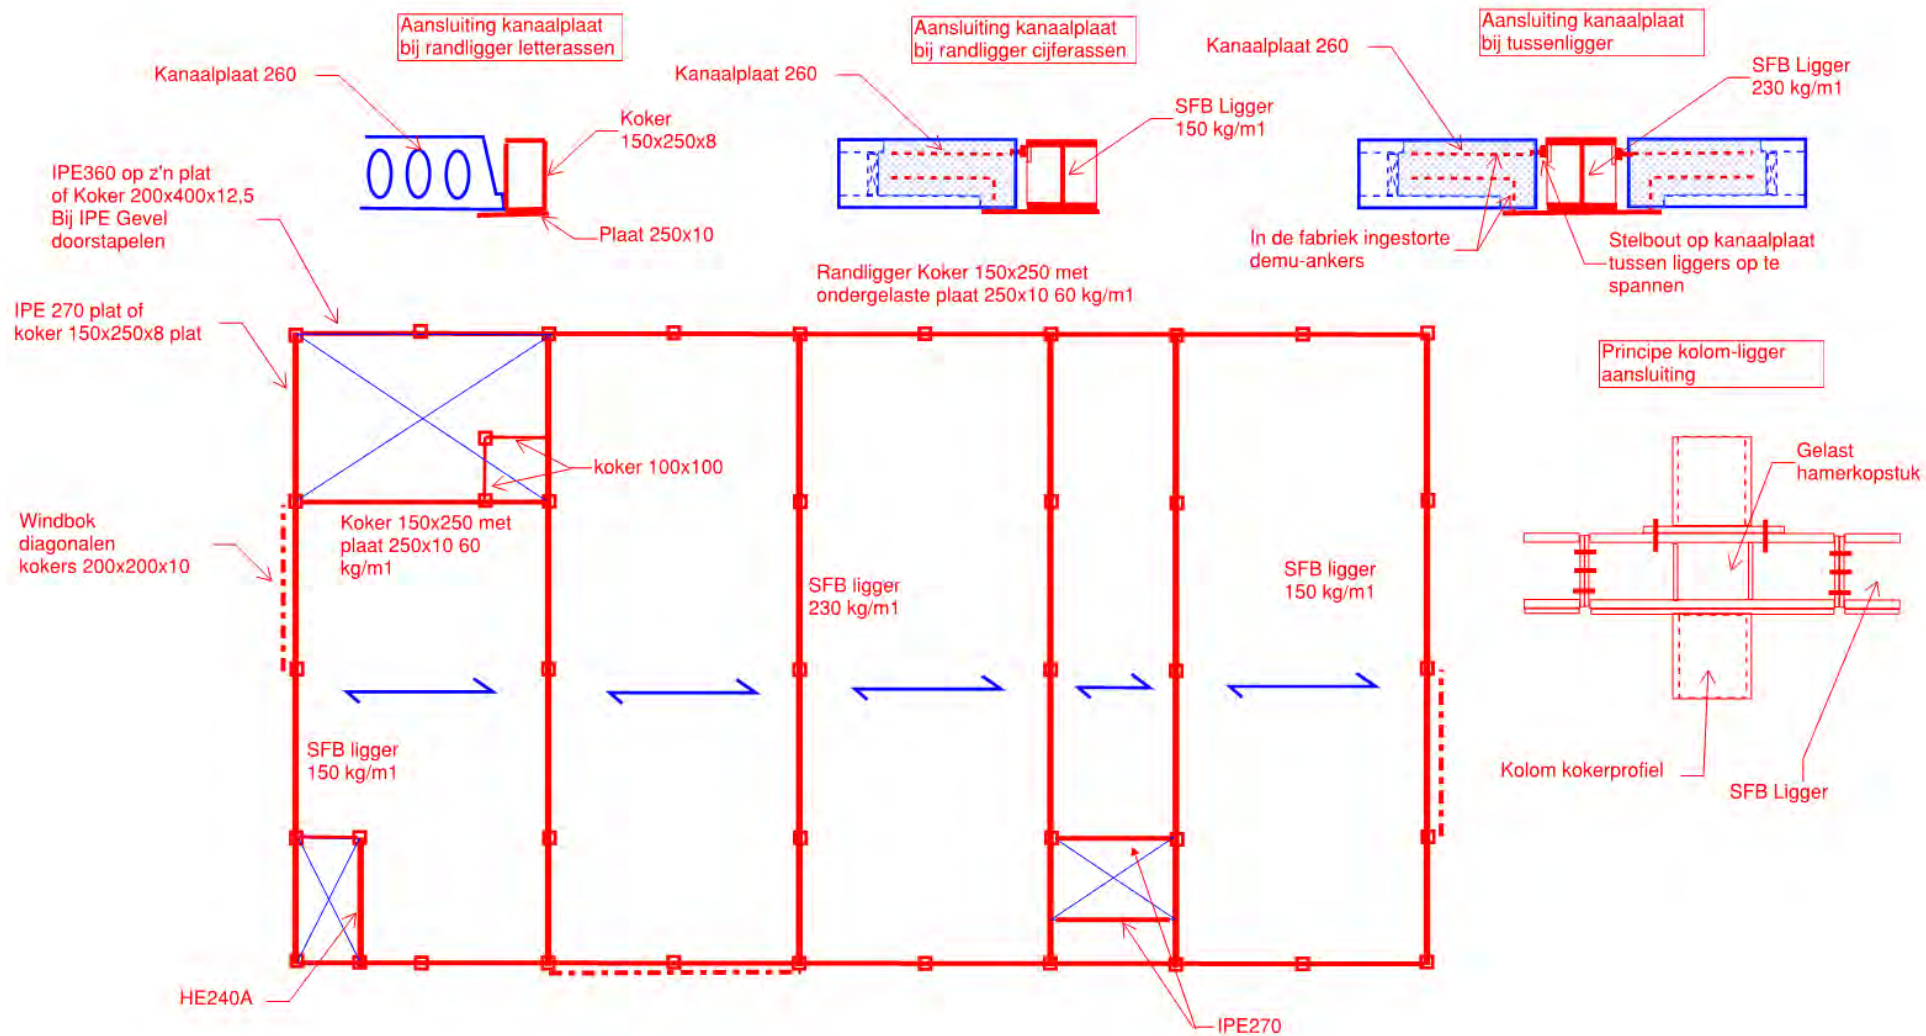 Aansluiting kanaalplaat
bij randligger letterassen
Aansluiting kanaalplaat
bij randligger cijferassen
Aansluiting kanaalplaat
bij tussenligger
Kanaalplaat 260
Koker
150x250x8
Plaat 250x10
Kanaalplaat 260
SFB Ligger
150 kg/m1
Kanaalplaat 260
SFB Ligger
230 kg/m1
In de fabriek ingestorte
demu-ankers
Stelbout op kanaalplaat
tussen liggers op te
spannen
IPE360 op z'n plat
of Koker 200x400x12,5
Bij IPE Gevel
doorstapelen
Randligger Koker 150x250 met
ondergelaste plaat 250x10 60 kg/m1
IPE 270 plat of
koker 150x250x8 plat
koker 100x100
Windbok
diagonalen
kokers 200x200x10
Koker 150x250 met
plaat 250x10 60
kg/m1
SFB ligger
230 kg/m1
SFB ligger
150 kg/m1
SFB ligger
150 kg/m1
HE240A
IPE270
Principe kolom-ligger
aansluiting
Gelast
hamerkopstuk
Kolom kokerprofiel
SFB Ligger